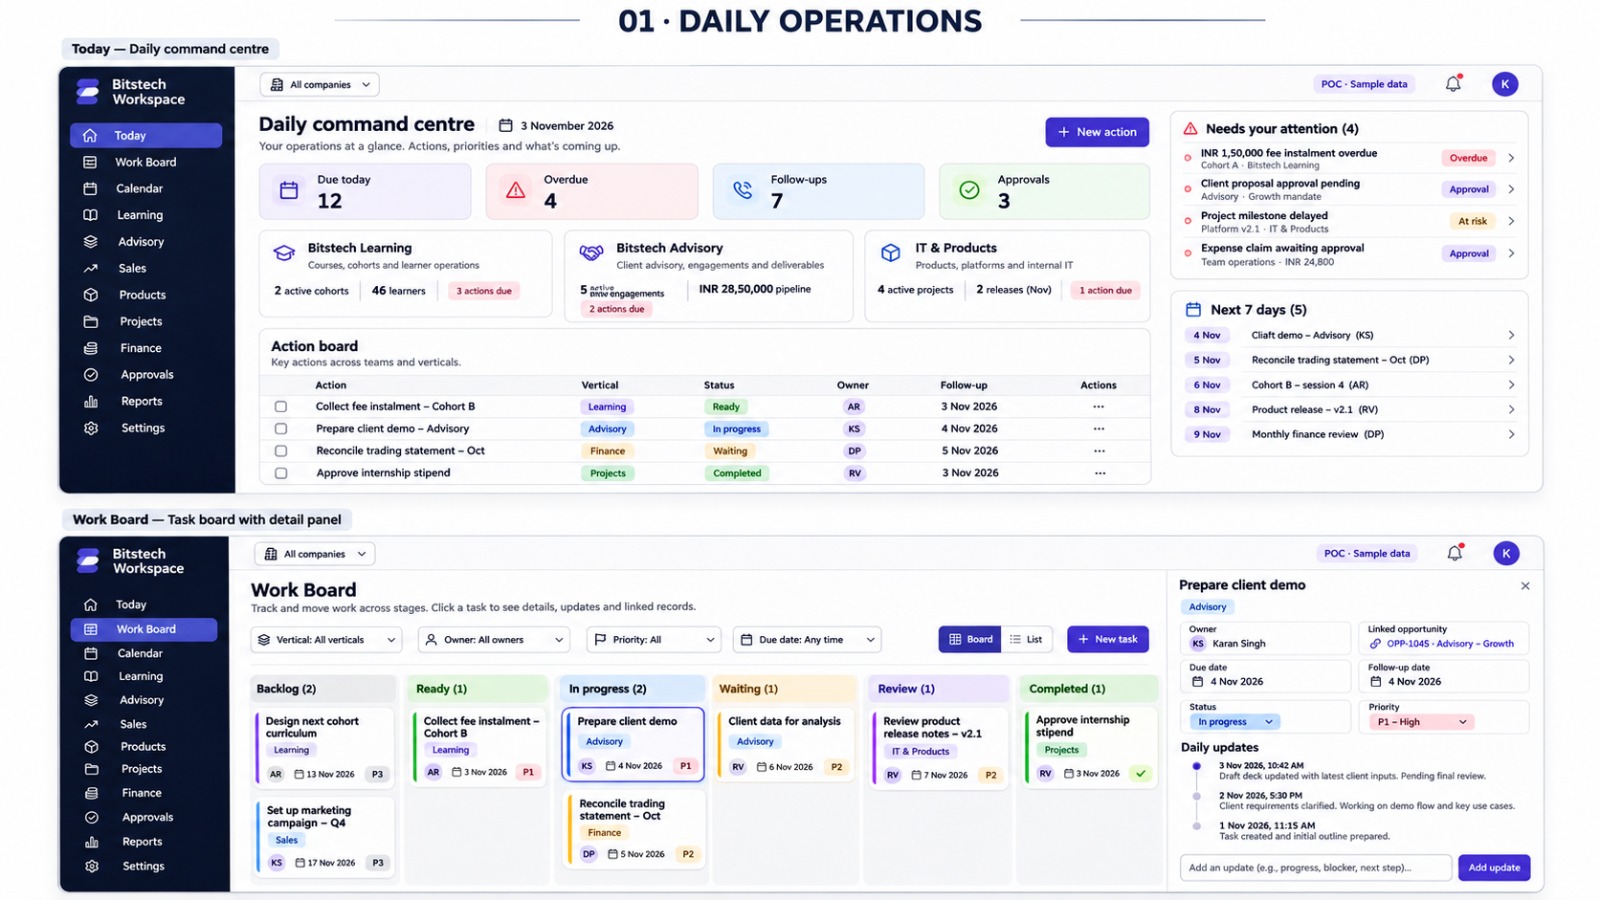 01 · DAILY OPERATIONS
Today — Daily command centre
Bitstech
Workspace
Today
Work Board
Calendar
Learning
Advisory
Sales
Products
Projects
Finance
Approvals
Reports
Settings
All companies
POC · Sample data
K
Daily command centre
3 November 2026
Your operations at a glance. Actions, priorities and what's coming up.
+ New action
Due today
12
Overdue
4
Follow-ups
7
Approvals
3
Bitstech Learning
Courses, cohorts and learner operations
2 active cohorts
46 learners
3 actions due
Bitstech Advisory
Client advisory, engagements and deliverables
5 active
engagements
INR 28,50,000 pipeline
2 actions due
IT & Products
Products, platforms and internal IT
4 active projects
2 releases (Nov)
1 action due
Action board
Key actions across teams and verticals.
Action Vertical Status Owner Follow-up Actions
Collect fee instalment – Cohort B Learning Ready AR 3 Nov 2026 ···
Prepare client demo – Advisory Advisory In progress KS 4 Nov 2026 ···
Reconcile trading statement – Oct Finance Waiting DP 5 Nov 2026 ···
Approve internship stipend Projects Completed RV 3 Nov 2026 ···
Needs your attention (4)
INR 1,50,000 fee instalment overdue
Cohort A · Bitstech Learning
Overdue
Client proposal approval pending
Advisory · Growth mandate
Approval
Project milestone delayed
Platform v2.1 · IT & Products
At risk
Expense claim awaiting approval
Team operations · INR 24,800
Approval
Next 7 days (5)
4 Nov Cliaft demo – Advisory (KS)
5 Nov Reconcile trading statement – Oct (DP)
6 Nov Cohort B – session 4 (AR)
8 Nov Product release – v2.1 (RV)
9 Nov Monthly finance review (DP)
Work Board — Task board with detail panel
Bitstech
Workspace
Today
Work Board
Calendar
Learning
Advisory
Sales
Products
Projects
Finance
Approvals
Reports
Settings
All companies
POC · Sample data
K
Work Board
Track and move work across stages. Click a task to see details, updates and linked records.
Vertical: All verticals
Owner: All owners
Priority: All
Due date: Any time
Board
List
+ New task
Backlog (2)
Design next cohort
curriculum
Learning
AR 13 Nov 2026 P3
Set up marketing
campaign – Q4
Sales
KS 17 Nov 2026 P3
Ready (1)
Collect fee instalment –
Cohort B
Learning
AR 3 Nov 2026 P1
In progress (2)
Prepare client demo
Advisory
KS 4 Nov 2026 P1
Reconcile trading
statement – Oct
Finance
DP 5 Nov 2026 P2
Waiting (1)
Client data for analysis
Advisory
RV 6 Nov 2026 P2
Review (1)
Review product
release notes – v2.1
IT & Products
RV 7 Nov 2026 P2
Completed (1)
Approve internship
stipend
Projects
RV 3 Nov 2026
Prepare client demo
Advisory
Owner
KS Karan Singh
Linked opportunity
OPP-1045 · Advisory – Growth
Due date
4 Nov 2026
Follow-up date
4 Nov 2026
Status
In progress
Priority
P1 – High
Daily updates
3 Nov 2026, 10:42 AM
Draft deck updated with latest client inputs. Pending final review.
2 Nov 2026, 5:30 PM
Client requirements clarified. Working on demo flow and key use cases.
1 Nov 2026, 11:15 AM
Task created and initial outline prepared.
Add an update (e.g., progress, blocker, next step)...
Add update